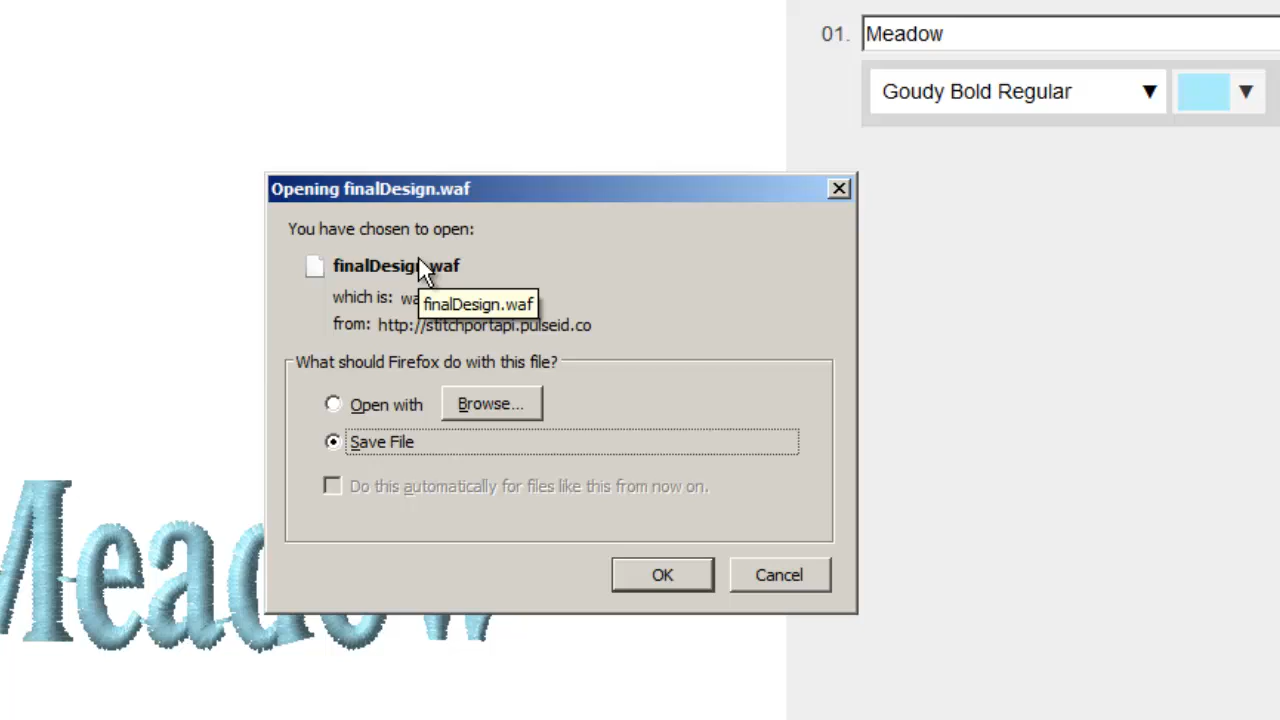 01. Meadow
Goudy Bold Regular
Opening finalDesign.waf
You have chosen to open:
finalDesign.waf
which is:
finalDesign.waf
from: http://stitchportapi.pulseid.co
What should Firefox do with this file?
Open with Browse...
Save File
Do this automatically for files like this from now on.
OK Cancel
Meadow